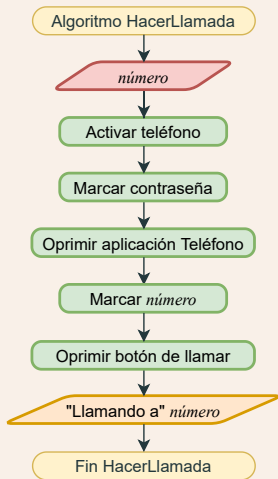 Algoritmo HacerLlamada
número
Activar teléfono
Marcar contraseña
Oprimir aplicación Teléfono
Marcar número
Oprimir botón de llamar
"Llamando a" número
Fin HacerLlamada